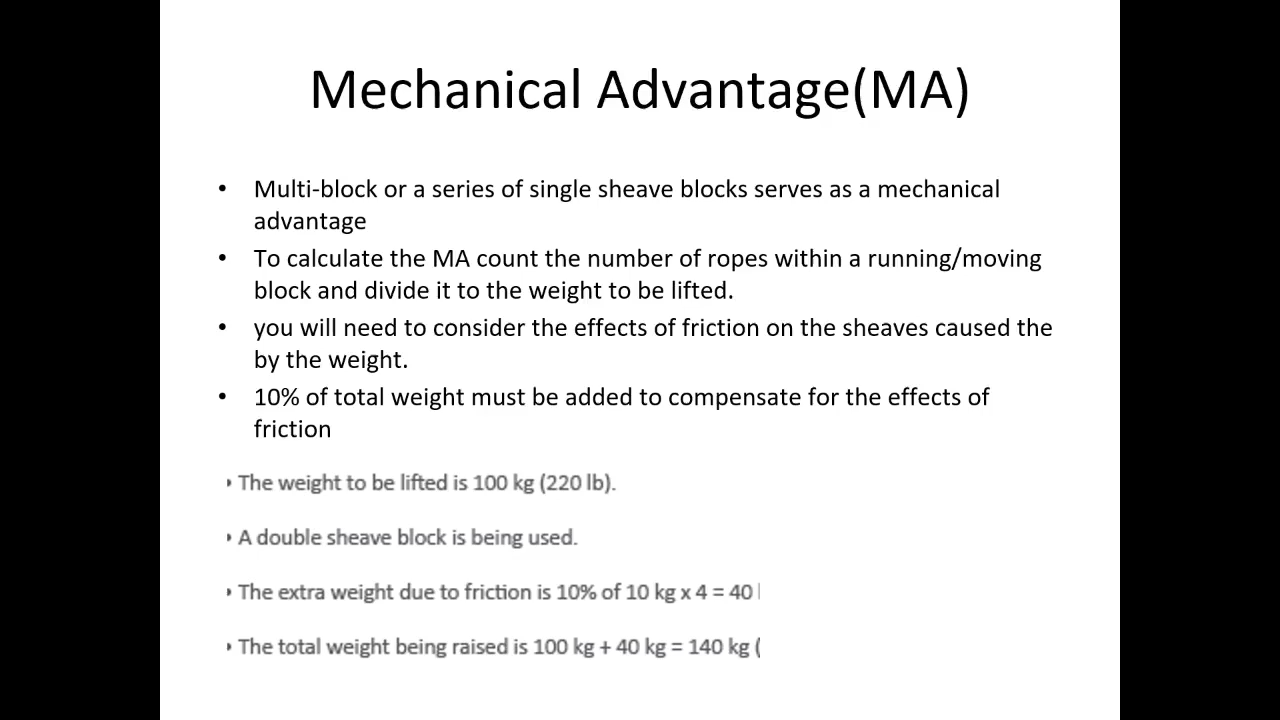 Mechanical Advantage(MA)
• Multi-block or a series of single sheave blocks serves as a mechanical
advantage
• To calculate the MA count the number of ropes within a running/moving
block and divide it to the weight to be lifted.
• you will need to consider the effects of friction on the sheaves caused the
by the weight.
• 10% of total weight must be added to compensate for the effects of
friction
‣ The weight to be lifted is 100 kg (220 lb).
‣ A double sheave block is being used.
‣ The extra weight due to friction is 10% of 10 kg x 4 = 40
‣ The total weight being raised is 100 kg + 40 kg = 140 kg (